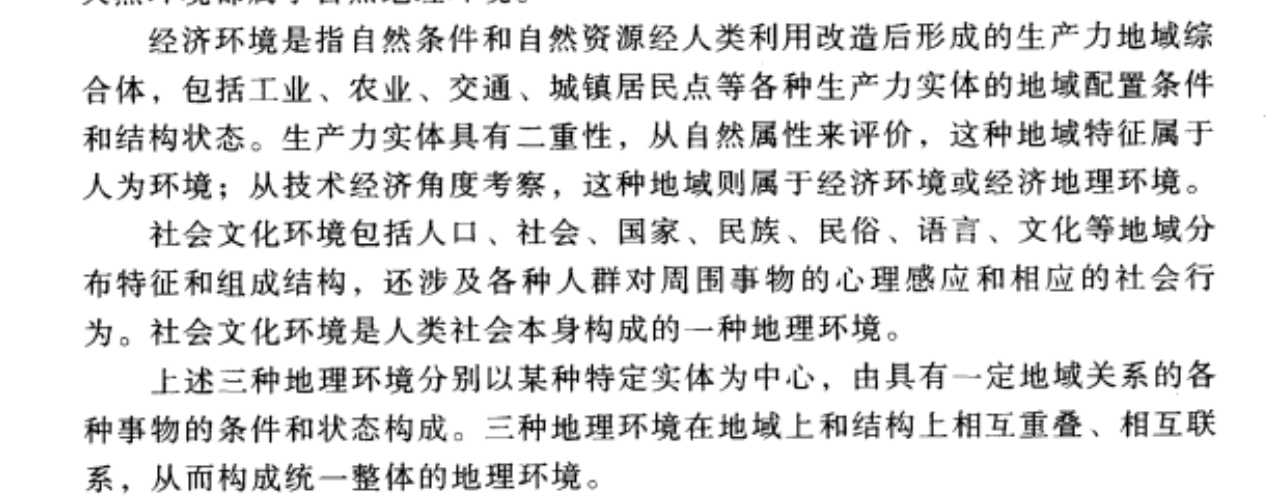 经济环境是指自然条件和自然资源经人类利用改造后形成的生产力地域综
合体，包括工业、农业、交通、城镇居民点等各种生产力实体的地域配置条件
和结构状态。生产力实体具有二重性，从自然属性来评价，这种地域特征属于
人为环境；从技术经济角度考察，这种地域则属于经济环境或经济地理环境。
社会文化环境包括人口、社会、国家、民族、民俗、语言、文化等地域分
布特征和组成结构，还涉及各种人群对周围事物的心理感应和相应的社会行
为。社会文化环境是人类社会本身构成的一种地理环境。
上述三种地理环境分别以某种特定实体为中心，由具有一定地域关系的各
种事物的条件和状态构成。三种地理环境在地域上和结构上相互重叠、相互联
系，从而构成统一整体的地理环境。